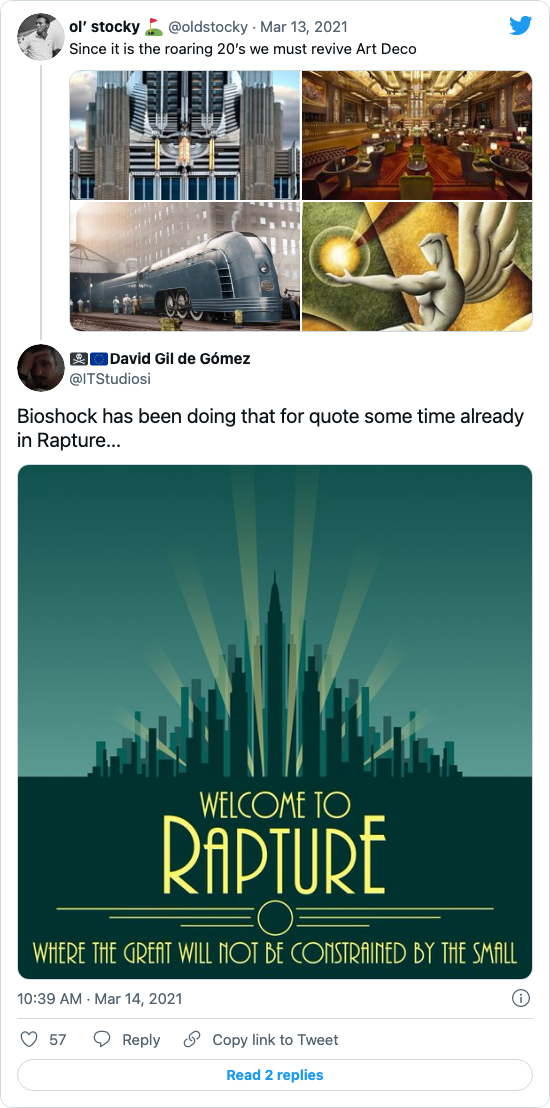 ol’ stocky ⛳ @oldstocky · Mar 13, 2021
Since it is the roaring 20’s we must revive Art Deco
🏴‍☠️🇪🇺David Gil de Gómez
@ITStudiosi
Bioshock has been doing that for quote some time already
in Rapture...
WELCOME TO
RAPTURE
WHERE THE GREAT WILL NOT BE CONSTRAINED BY THE SMALL
10:39 AM · Mar 14, 2021
57 Reply Copy link to Tweet
Read 2 replies